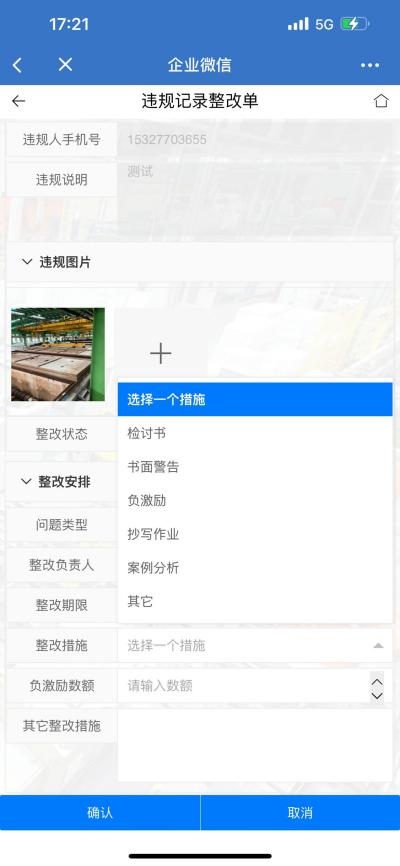 17:21
5G
企业微信
违规记录整改单
违规人手机号 15327703655
违规说明 测试
违规图片
选择一个措施
检讨书
整改状态
书面警告
整改安排
负激励
问题类型
抄写作业
整改负责人
案例分析
整改期限
其它
整改措施 选择一个措施
负激励数额 请输入数额
其它整改措施
确认 取消